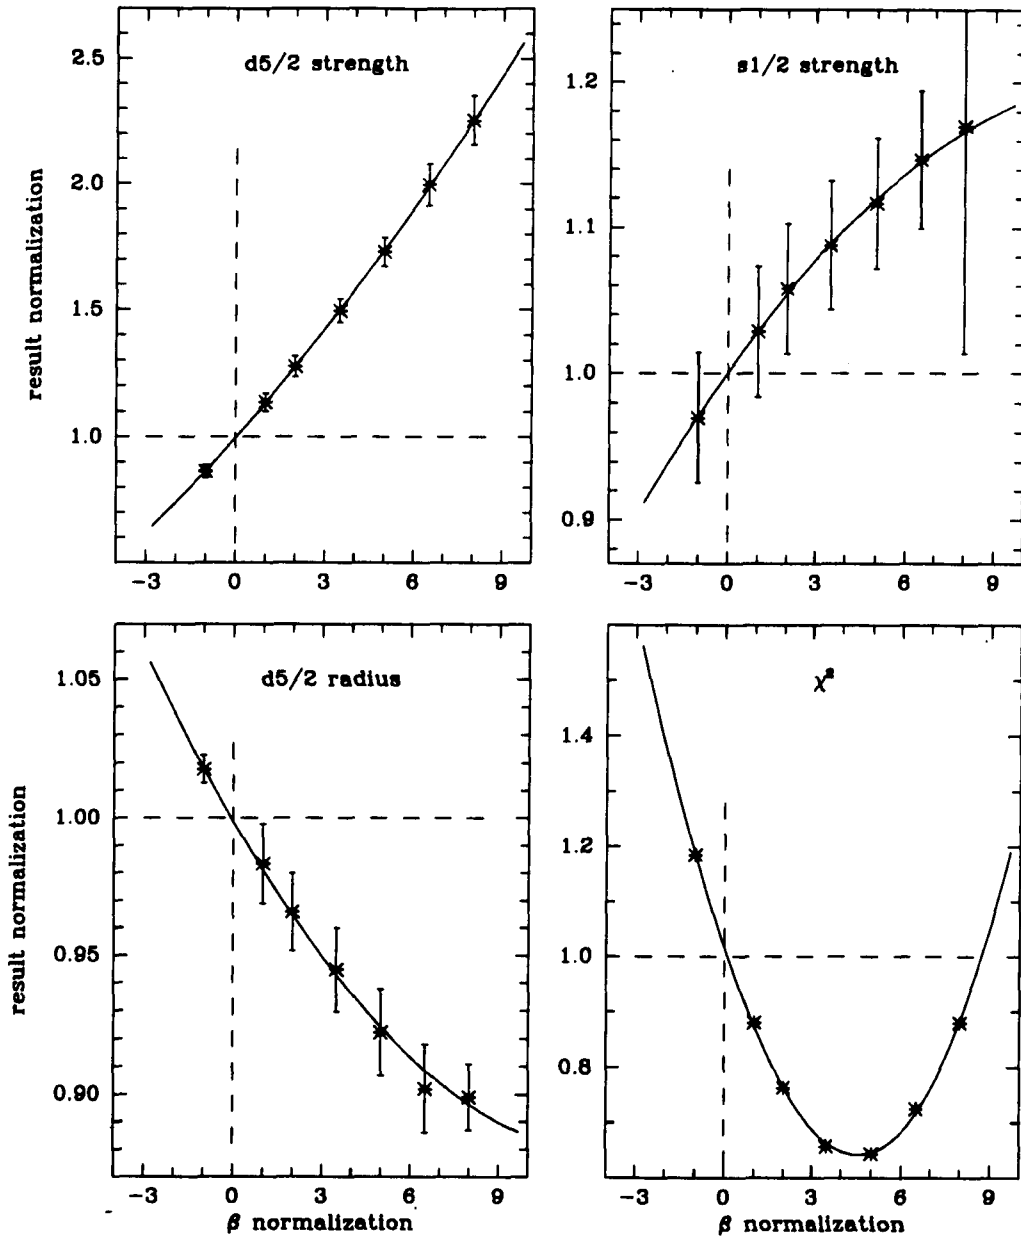 d5/2 strength
2.5
2.0
1.5
1.0
result normalization
-3 0 3 6 9
s1/2 strength
1.2
1.1
1.0
0.9
-3 0 3 6 9
d5/2 radius
1.05
1.00
0.95
0.90
result normalization
-3 0 3 6 9
β normalization
χ²
1.4
1.2
1.0
0.8
-3 0 3 6 9
β normalization